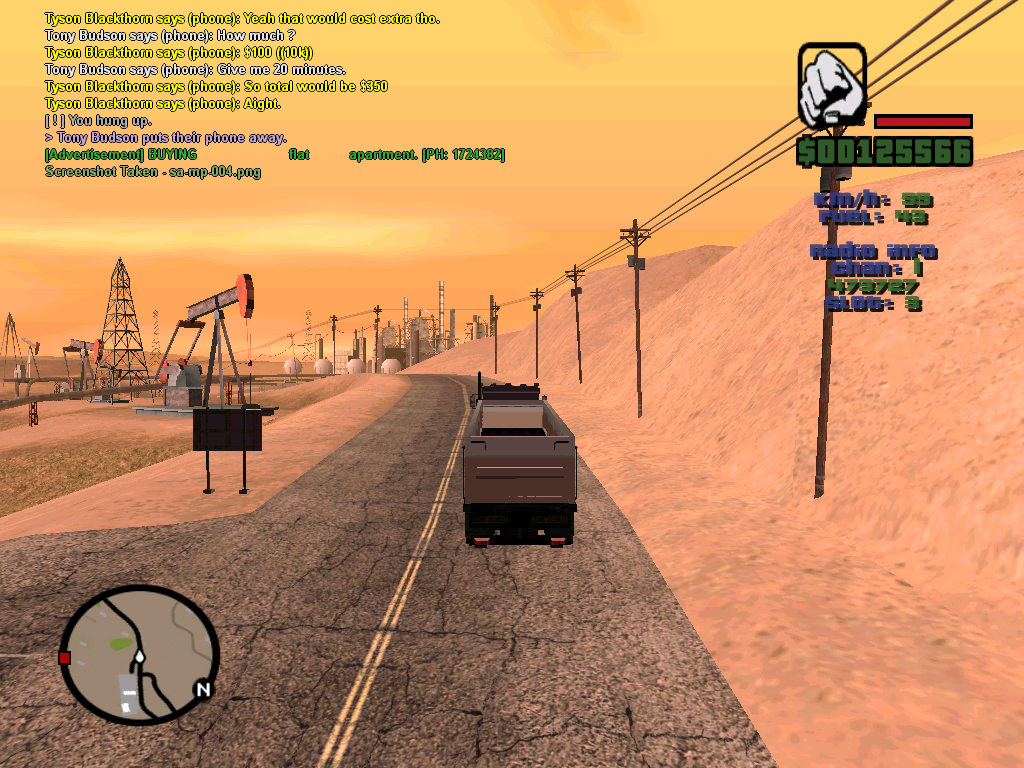 Tyson Blackthorn says (phone): Yeah that would cost extra tho.
Tony Budson says (phone): How much ?
Tyson Blackthorn says (phone): $100 ((10k))
Tony Budson says (phone): Give me 20 minutes.
Tyson Blackthorn says (phone): So total would be $350
Tyson Blackthorn says (phone): Aight.
[ ! ] You hung up.
> Tony Budson puts their phone away.
[Advertisement] BUYING flat apartment. [PH: 1724382]
Screenshot Taken - sa-mp-004.png
$00125566
Km/h:
Fuel: 43
Radio Info
Chan: 1
473727
Slot: 3
N